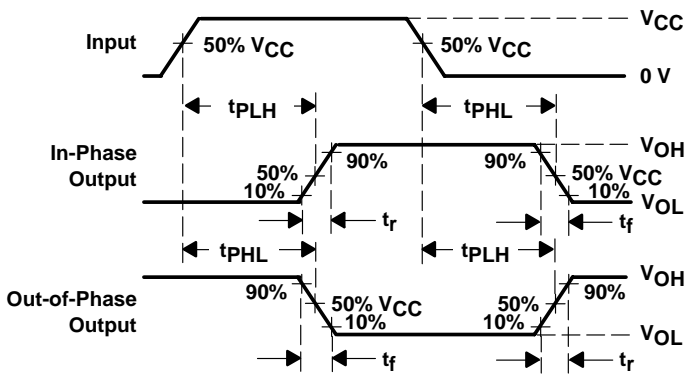 VCC
Input
50% VCC
50% VCC
0 V
tPLH
tPHL
In-Phase
Output
VOH
90%
90%
50%
50% VCC
10%
10%
VOL
tr
tf
tPHL
tPLH
Out-of-Phase
Output
VOH
90%
90%
50% VCC
50%
10%
10%
VOL
tf
tr